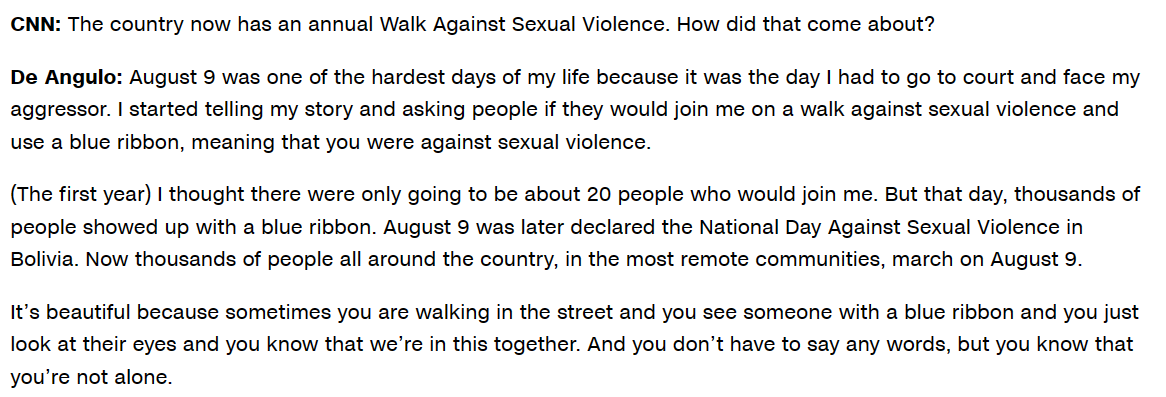 CNN: The country now has an annual Walk Against Sexual Violence. How did that come about?
De Angulo: August 9 was one of the hardest days of my life because it was the day I had to go to court and face my
aggressor. I started telling my story and asking people if they would join me on a walk against sexual violence and
use a blue ribbon, meaning that you were against sexual violence.
(The first year) I thought there were only going to be about 20 people who would join me. But that day, thousands of
people showed up with a blue ribbon. August 9 was later declared the National Day Against Sexual Violence in
Bolivia. Now thousands of people all around the country, in the most remote communities, march on August 9.
It’s beautiful because sometimes you are walking in the street and you see someone with a blue ribbon and you just
look at their eyes and you know that we’re in this together. And you don’t have to say any words, but you know that
you’re not alone.